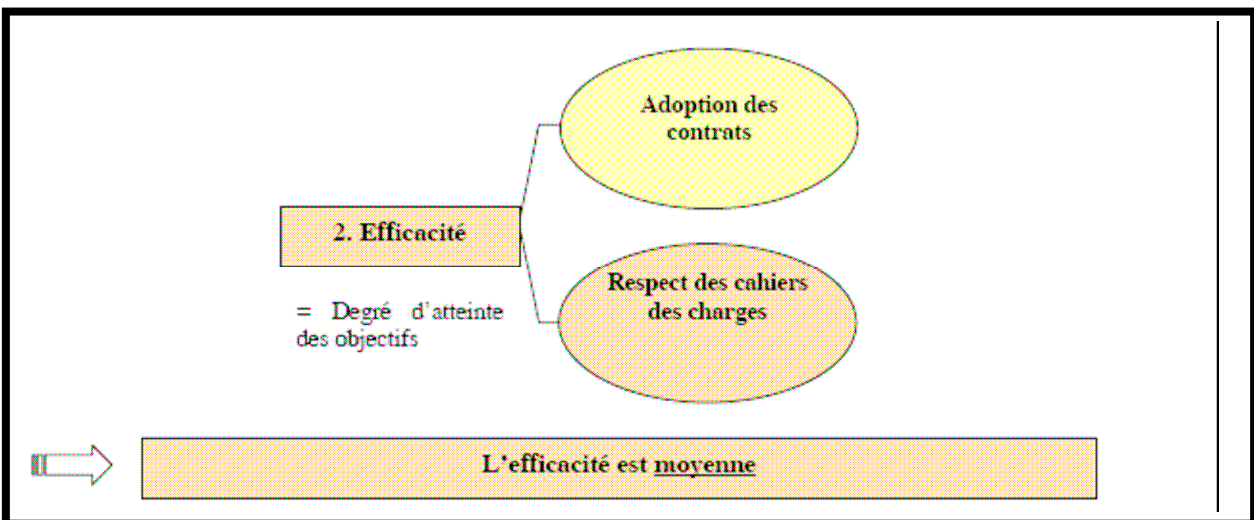 Adoption des
contrats
2. Efficacité
Respect des cahiers
des charges
= Degré d'atteinte
des objectifs
L'efficacité est moyenne